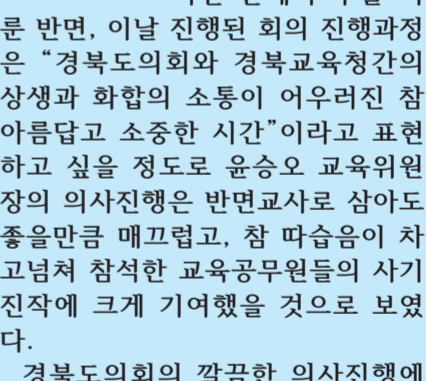 룬 반면, 이날 진행된 회의 진행과정
은 “경북도의회와 경북교육청간의
상생과 화합의 소통이 어우러진 참
아름답고 소중한 시간”이라고 표현
하고 싶을 정도로 윤승오 교육위원
장의 의사진행은 반면교사로 삼아도
좋을만큼 매끄럽고, 참 따습음이 차
고넘쳐 참석한 교육공무원들의 사기
진작에 크게 기여했을 것으로 보였
다.
경북도의회의 깔끔한 의사진행에